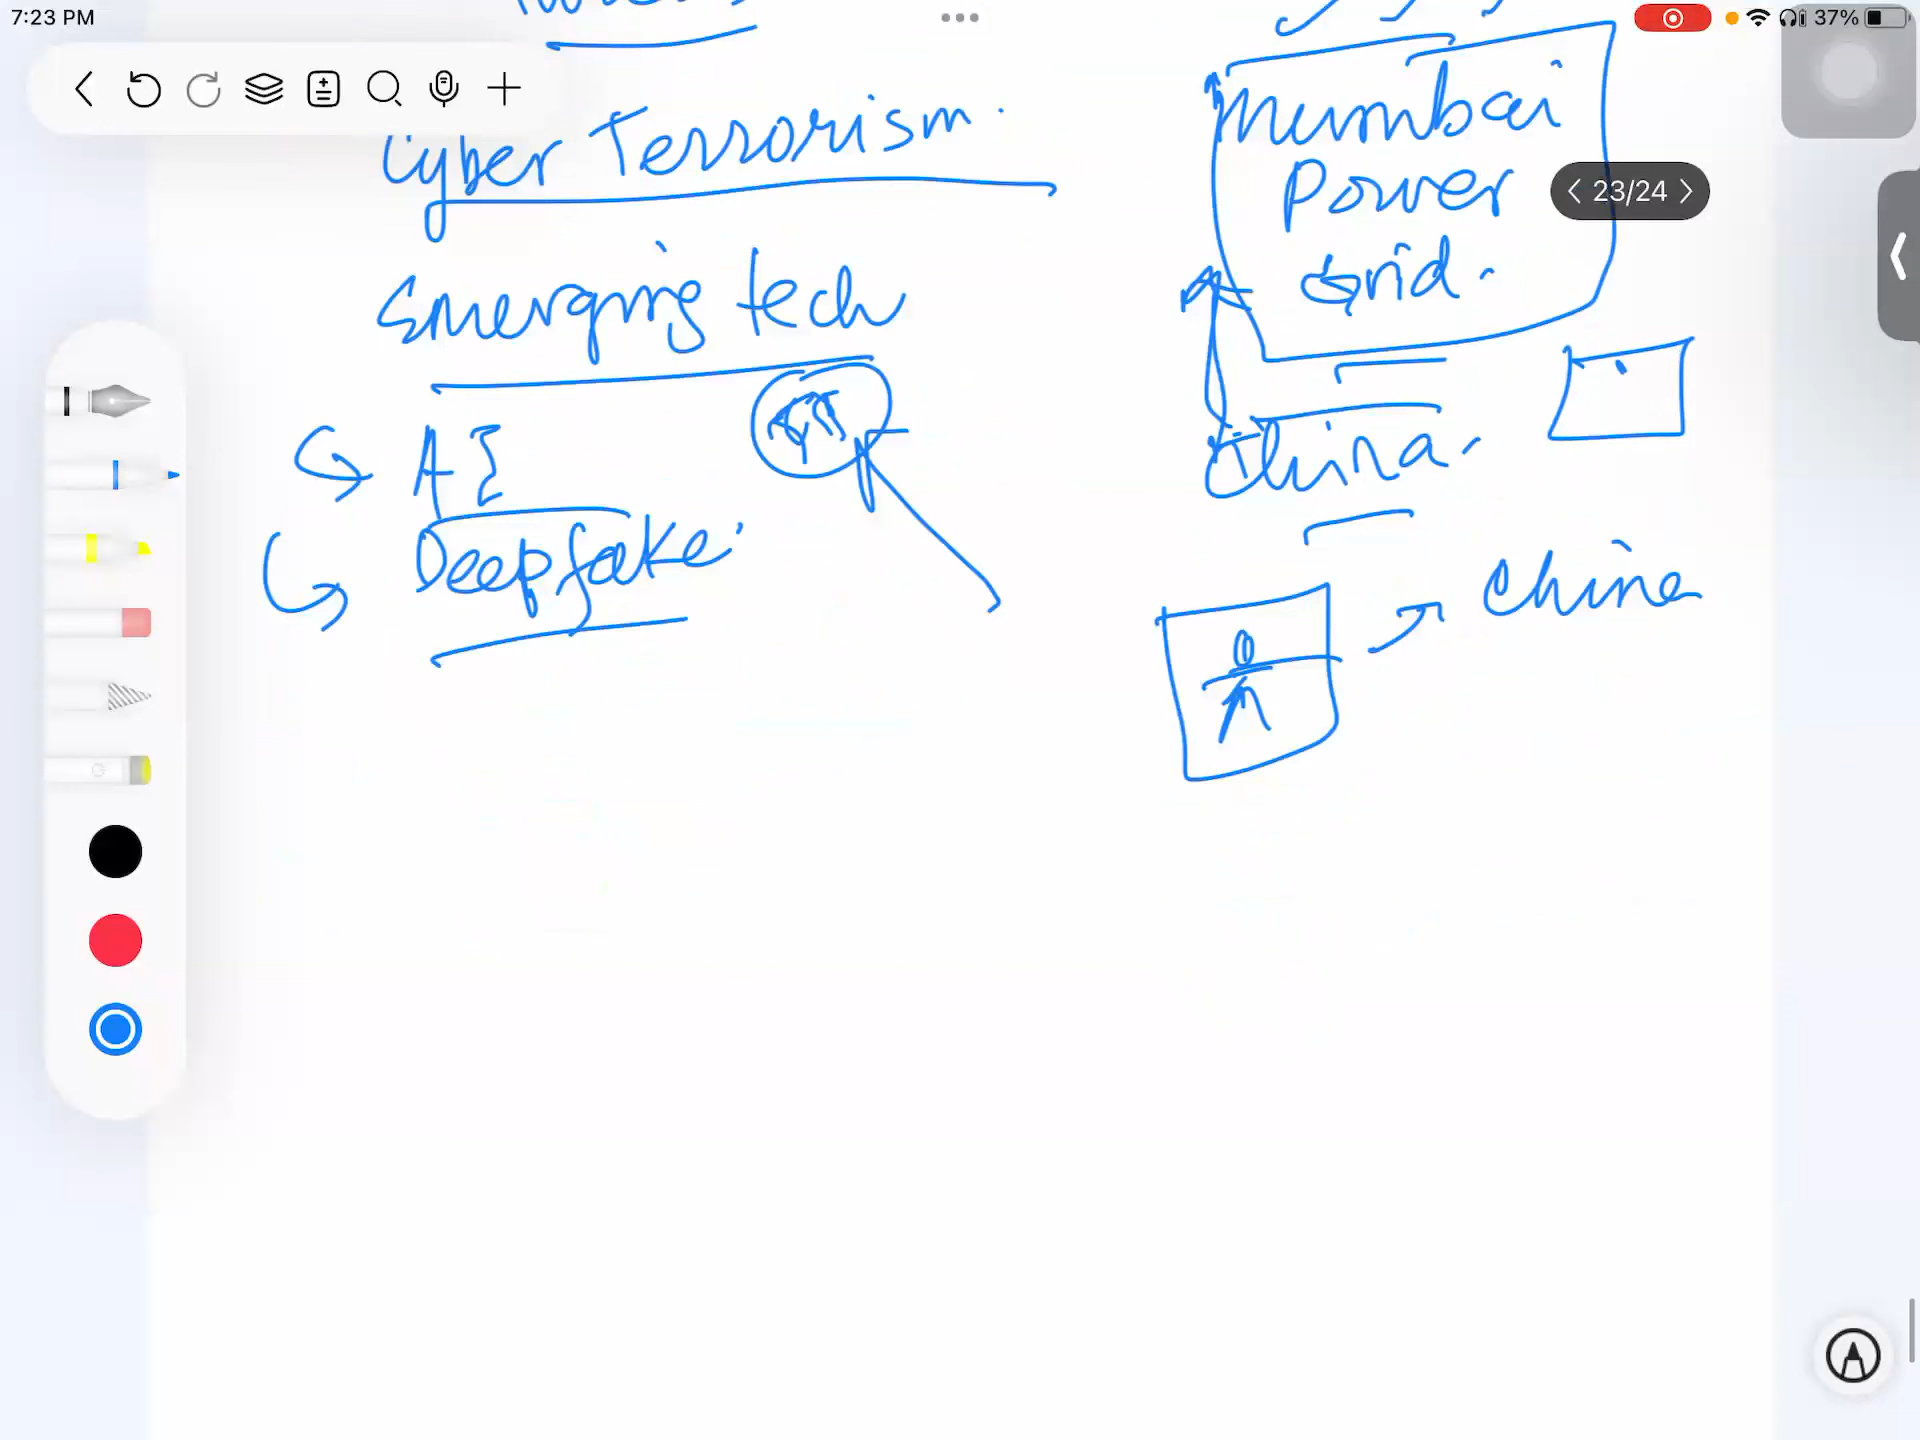 7:23 PM
37%
Cyber Terrorism.
Emerging tech
AI
Deepfake.
Mumbai
Power
Grid.
23/24
China.
China